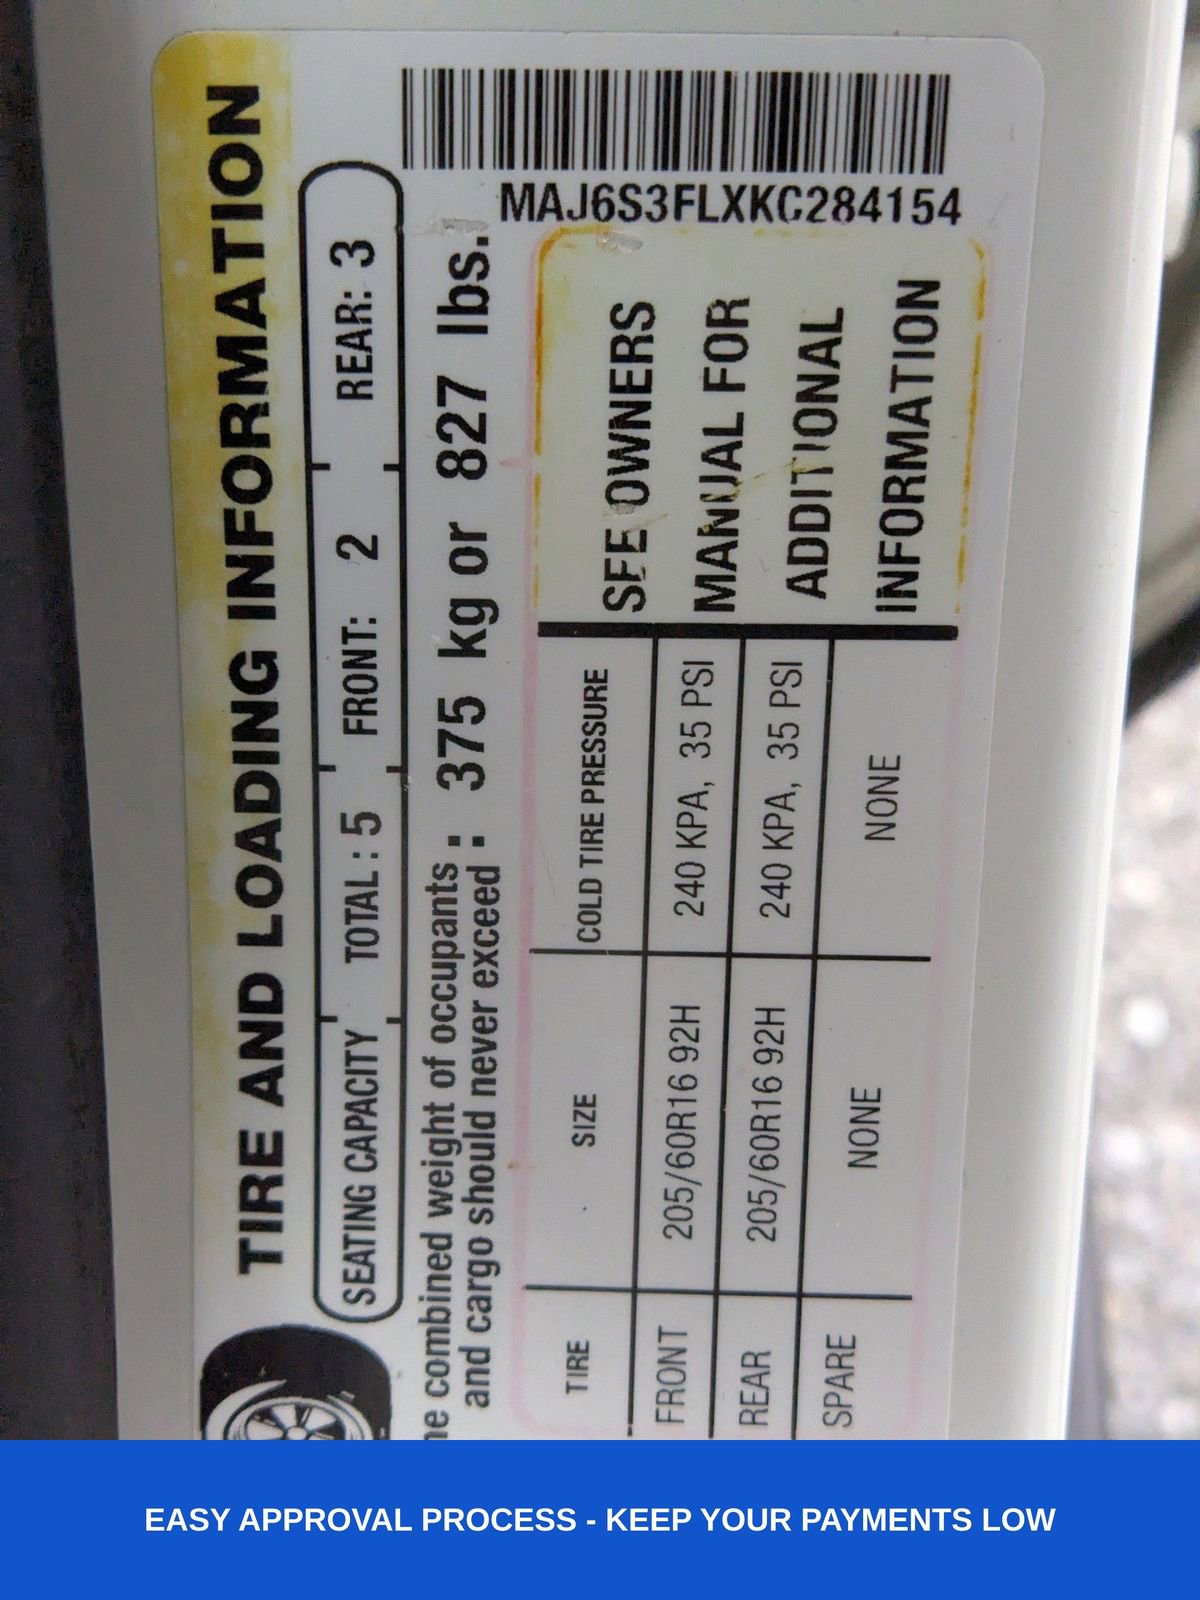 TIRE AND LOADING INFORMATION
SEATING CAPACITY TOTAL : 5 FRONT: 2 REAR: 3
combined weight of occupants
and cargo should never exceed : 375 kg or 827 lbs.
MAJ6S3FLXKC284154
TIRE SIZE COLD TIRE PRESSURE
FRONT 205/60R16 92H 240 KPA, 35 PSI
REAR 205/60R16 92H 240 KPA, 35 PSI
SPARE NONE NONE
SEE OWNERS
MANUAL FOR
ADDITIONAL
INFORMATION
EASY APPROVAL PROCESS - KEEP YOUR PAYMENTS LOW